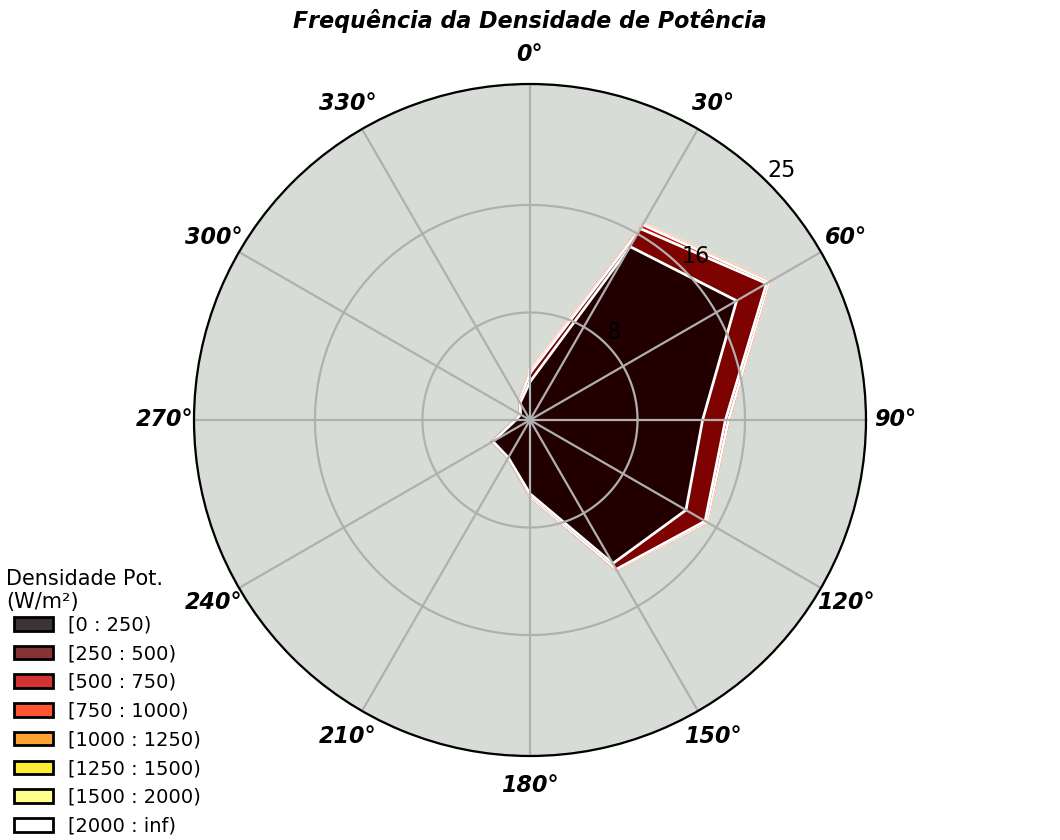 Frequência da Densidade de Potência
0°
330°
30°
25
300°
60°
16
8
270°
90°
240°
120°
210°
150°
180°
Densidade Pot.
(W/m²)
[0 : 250)
[250 : 500)
[500 : 750)
[750 : 1000)
[1000 : 1250)
[1250 : 1500)
[1500 : 2000)
[2000 : inf)